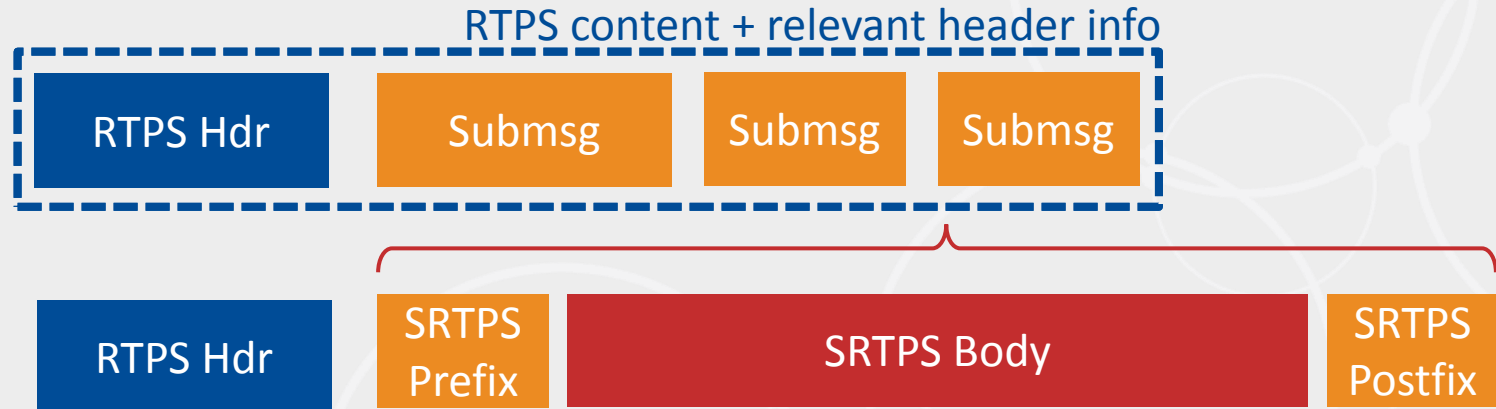 RTPS content + relevant header info
RTPS Hdr
Submsg
Submsg
Submsg
RTPS Hdr
SRTPS
Prefix
SRTPS Body
SRTPS
Postfix